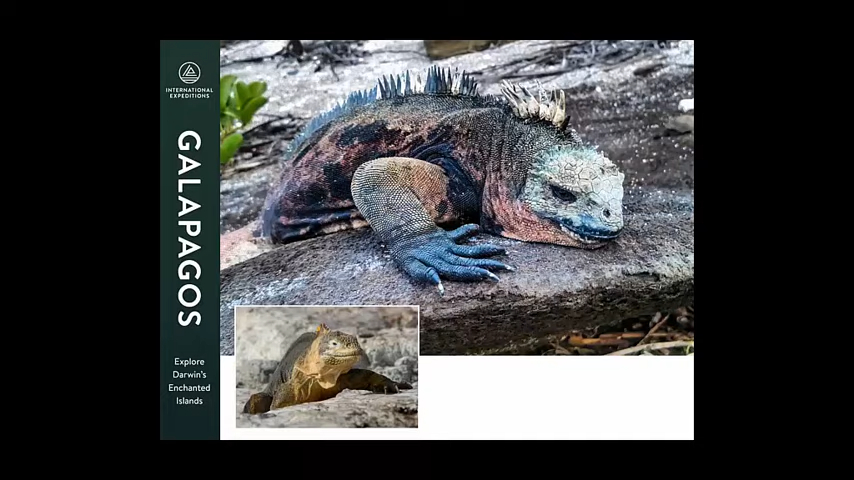 INTERNATIONAL
EXPEDITIONS
GALAPAGOS
Explore
Darwin's
Enchanted
Islands